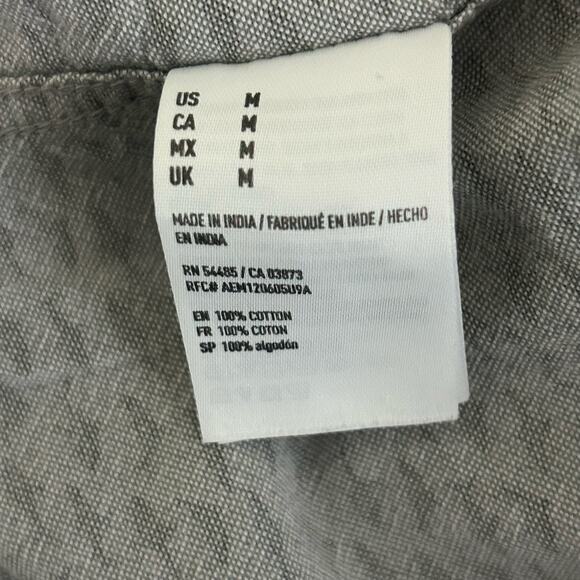 US M
CA M
MX M
UK M
MADE IN INDIA / FABRIQUÉ EN INDE / HECHO
EN INDIA
RN 54485 / CA 03873
RFC# AEM120605U9A
EN 100% COTTON
FR 100% COTON
SP 100% algodón